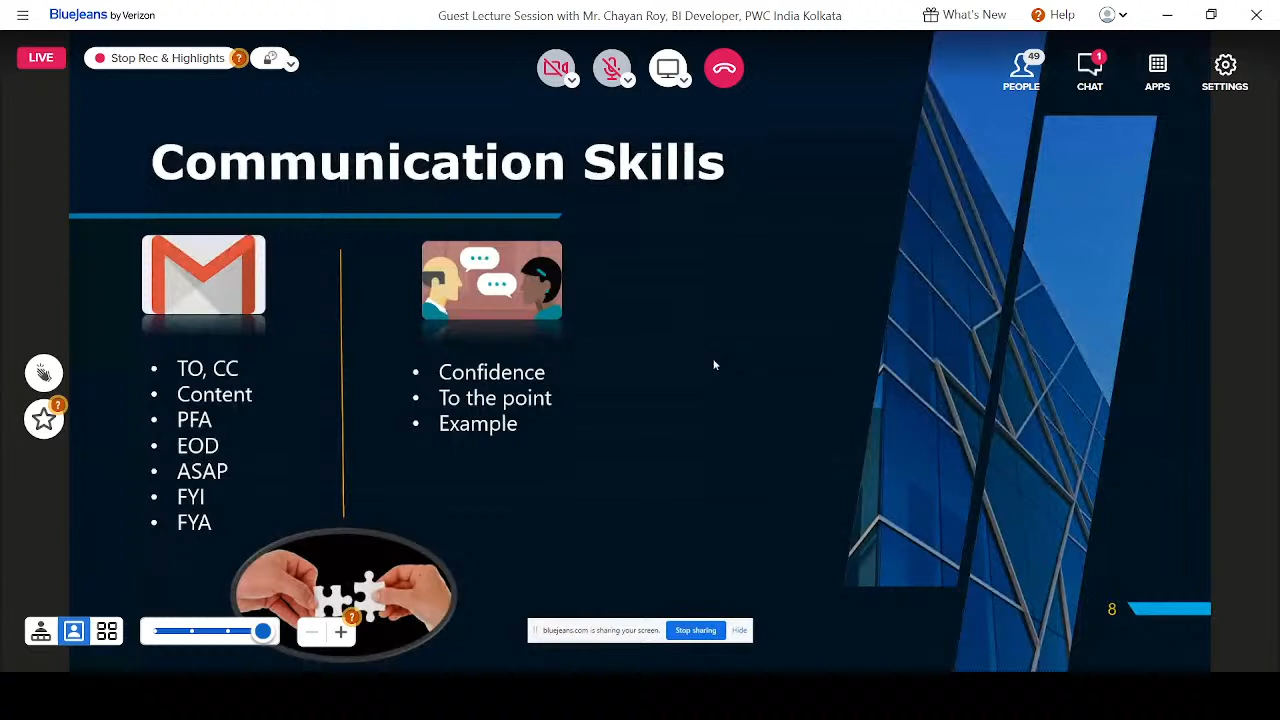 BlueJeans by Verizon
Guest Lecture Session with Mr. Chayan Roy, BI Developer, PWC India Kolkata
What's New
? Help
LIVE
Stop Rec & Highlights ?
49
PEOPLE
1
CHAT
APPS
SETTINGS
Communication Skills
• TO, CC
• Content
• PFA
• EOD
• ASAP
• FYI
• FYA
• Confidence
• To the point
• Example
?
?
8
bluejeans.com is sharing your screen.
Stop sharing
Hide